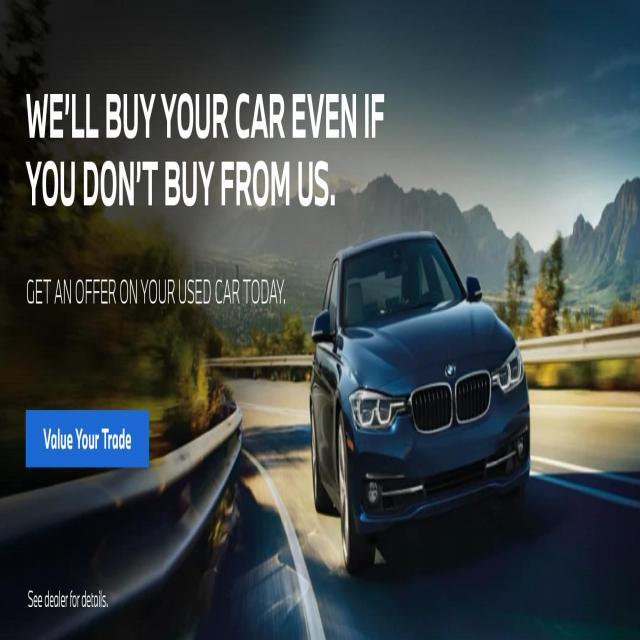 WE'LL BUY YOUR CAR EVEN IF
YOU DON'T BUY FROM US.
GET AN OFFER ON YOUR USED CAR TODAY.
Value Your Trade
See dealer for details.